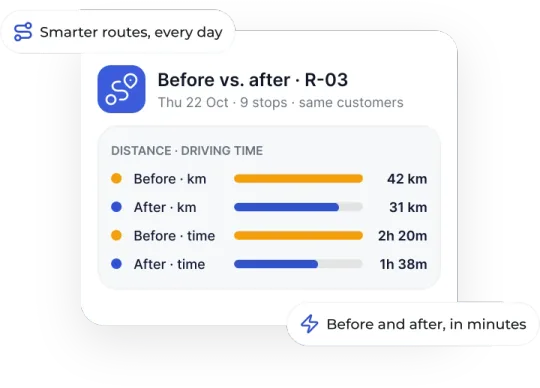 Smarter routes, every day
Before vs. after · R-03
Thu 22 Oct · 9 stops · same customers
DISTANCE · DRIVING TIME
Before · km 42 km
After · km 31 km
Before · time 2h 20m
After · time 1h 38m
Before and after, in minutes